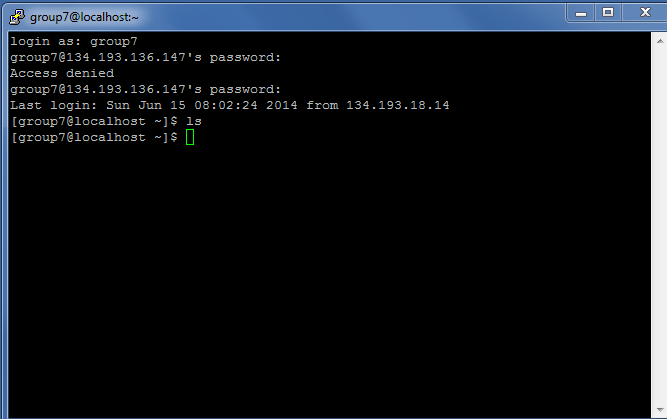 group7@localhost:~
login as: group7
group7@134.193.136.147's password:
Access denied
group7@134.193.136.147's password:
Last login: Sun Jun 15 08:02:24 2014 from 134.193.18.14
[group7@localhost ~]$ ls
[group7@localhost ~]$